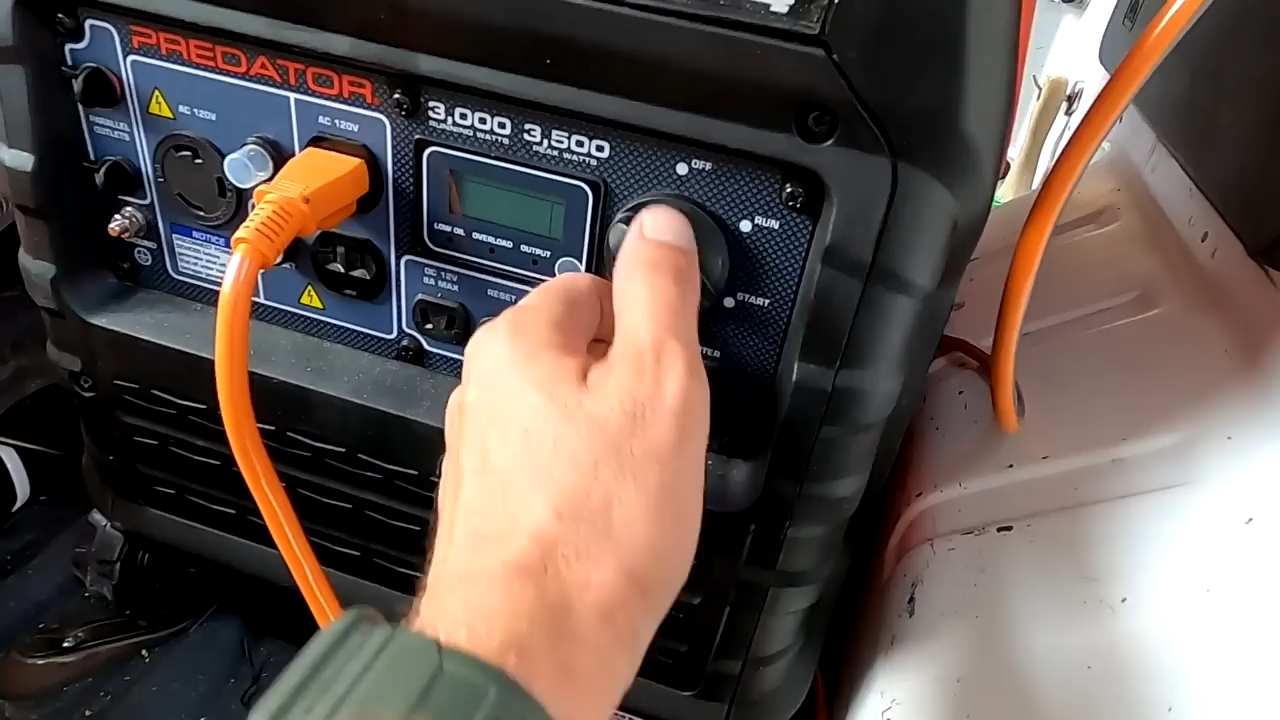 PREDATOR
3,000 3,500
RUNNING WATTS PEAK WATTS
OFF
RUN
START
AC 120V
AC 120V
PARALLEL
OUTLETS
GROUND
NOTICE
LOW OIL OVERLOAD OUTPUT
DC 12V
8A MAX
RESET